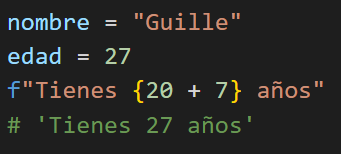 nombre = "Guille"
edad = 27
f"Tienes {20 + 7} años"
# 'Tienes 27 años'